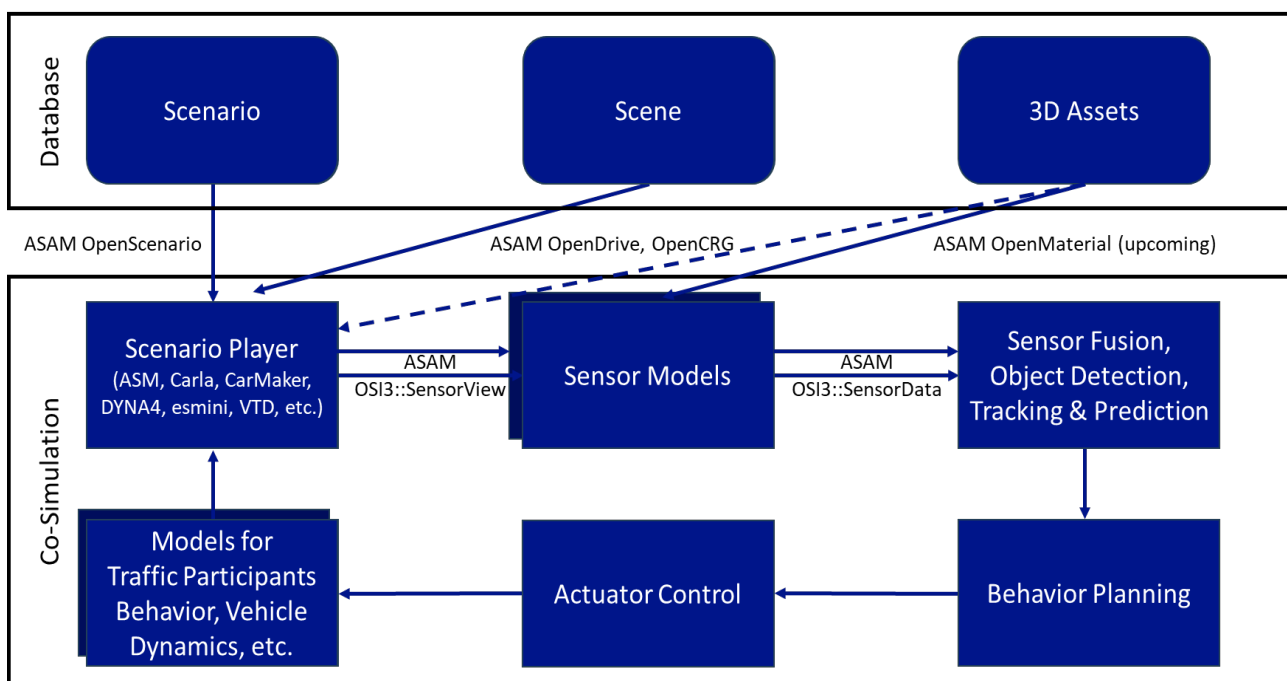 Database
Scenario
Scene
3D Assets
ASAM OpenScenario
ASAM OpenDrive, OpenCRG
ASAM OpenMaterial (upcoming)
Co-Simulation
Scenario Player
(ASM, Carla, CarMaker,
DYNA4, esmini, VTD, etc.)
ASAM
OSI3::SensorView
Sensor Models
ASAM
OSI3::SensorData
Sensor Fusion,
Object Detection,
Tracking & Prediction
Models for
Traffic Participants
Behavior, Vehicle
Dynamics, etc.
Actuator Control
Behavior Planning